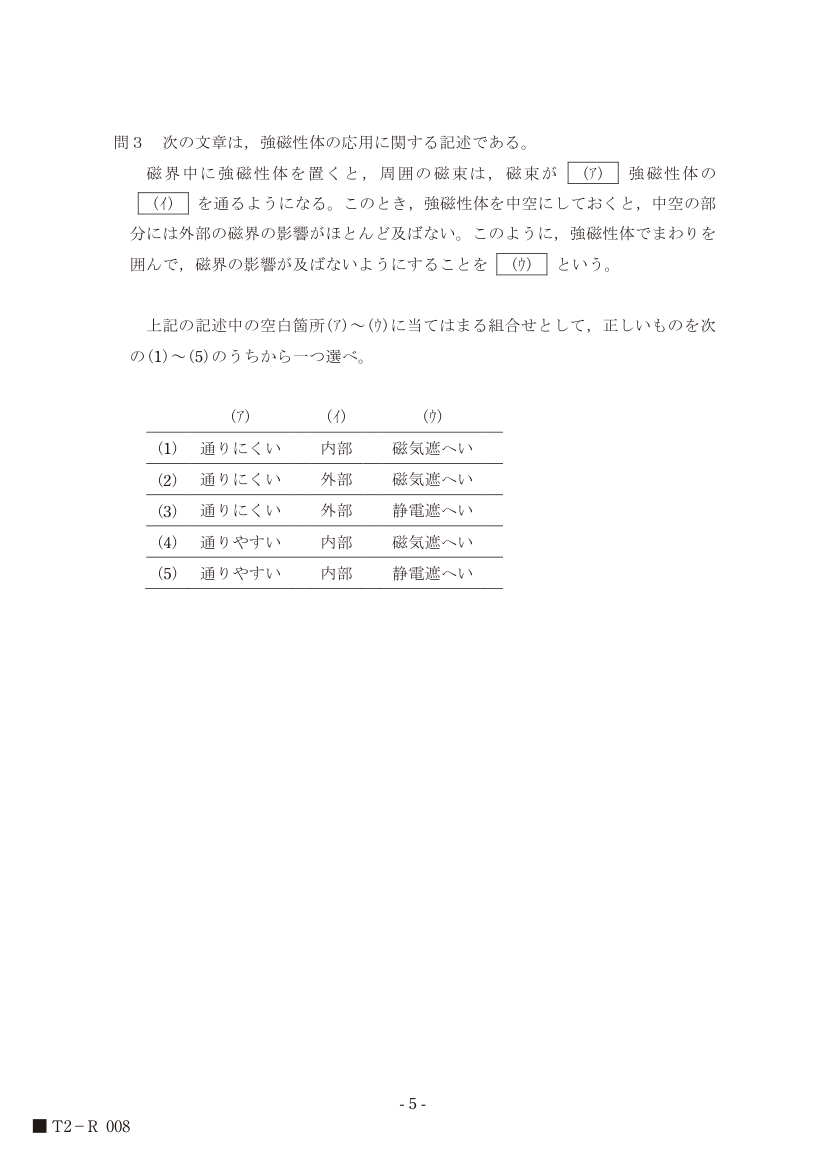 問３　次の文章は，強磁性体の応用に関する記述である。
磁界中に強磁性体を置くと，周囲の磁束は，磁束が (ｱ) 強磁性体の
(ｲ) を通るようになる。このとき，強磁性体を中空にしておくと，中空の部
分には外部の磁界の影響がほとんど及ばない。このように，強磁性体でまわりを
囲んで，磁界の影響が及ばないようにすることを (ｳ) という。
上記の記述中の空白箇所(ｱ)～(ｳ)に当てはまる組合せとして，正しいものを次
の(1)～(5)のうちから一つ選べ。
(ｱ) (ｲ) (ｳ)
(1) 通りにくい 内部 磁気遮へい
(2) 通りにくい 外部 磁気遮へい
(3) 通りにくい 外部 静電遮へい
(4) 通りやすい 内部 磁気遮へい
(5) 通りやすい 内部 静電遮へい
- 5 -
■ T2－R 008